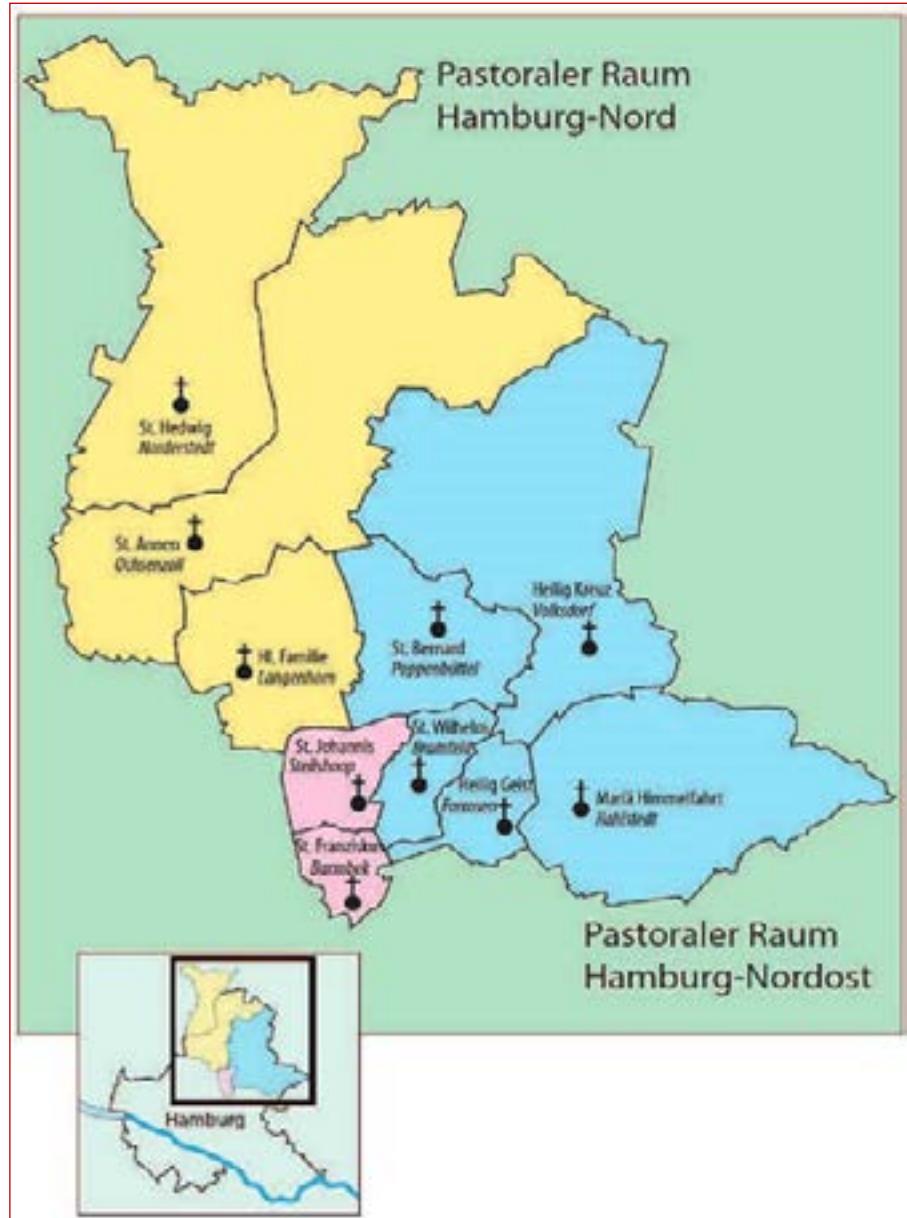 Pastoraler Raum
Hamburg-Nord
St. Hedwig
Norderstedt
St. Annen
Ochsenzoll
Hl. Familie
Langenhorn
St. Bernard
Poppenbüttel
Heilig Kreuz
Volksdorf
St. Johannis
Steilshoop
St. Wilhelm
Bramfeld
Heilig Geist
Farmsen
Mariä Himmelfahrt
Rahlstedt
St. Franziskus
Barmbek
Pastoraler Raum
Hamburg-Nordost
Hamburg